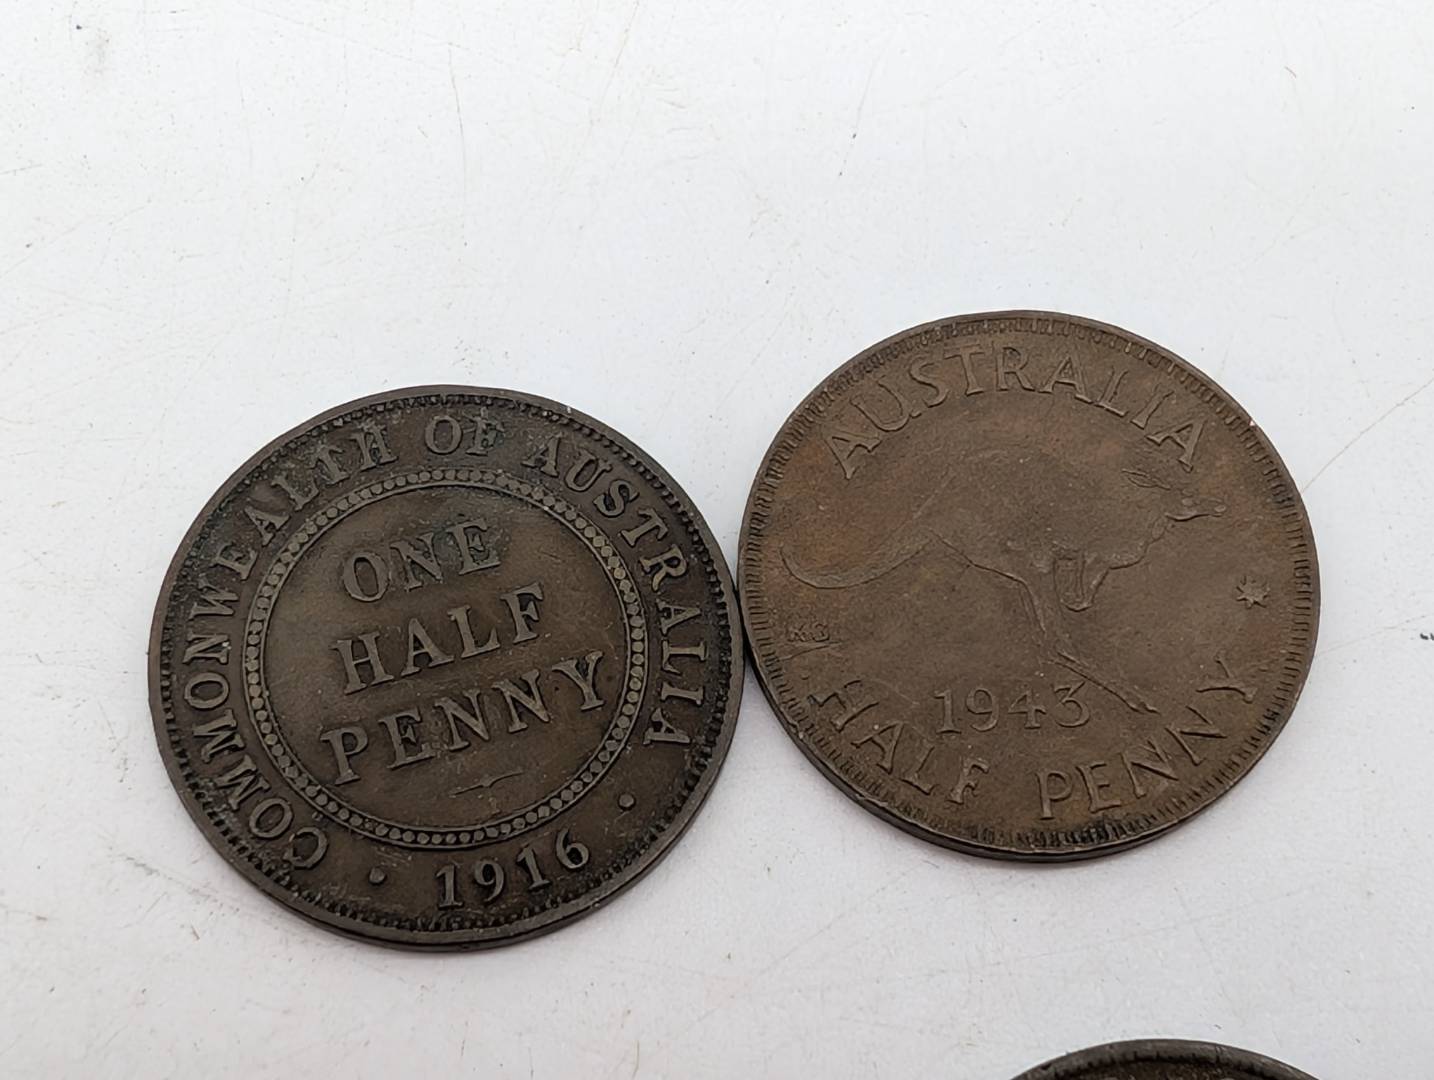 COMMONWEALTH OF AUSTRALIA
ONE
HALF
PENNY
1916
AUSTRALIA
KG
1943
HALF PENNY